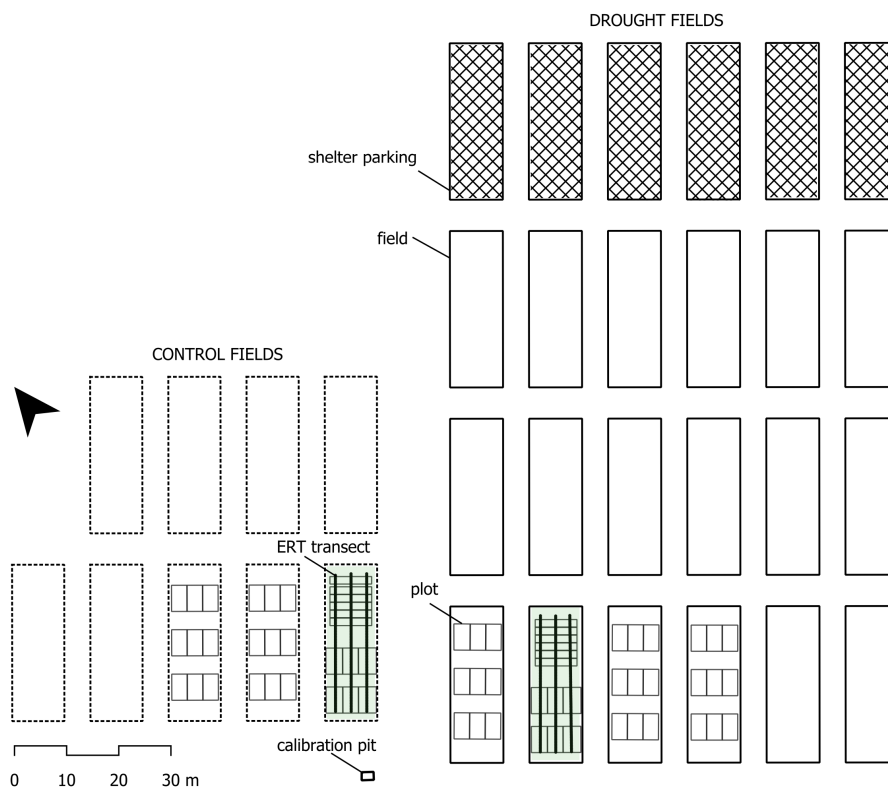 DROUGHT FIELDS
shelter parking
field
CONTROL FIELDS
ERT transect
plot
calibration pit
0 10 20 30 m